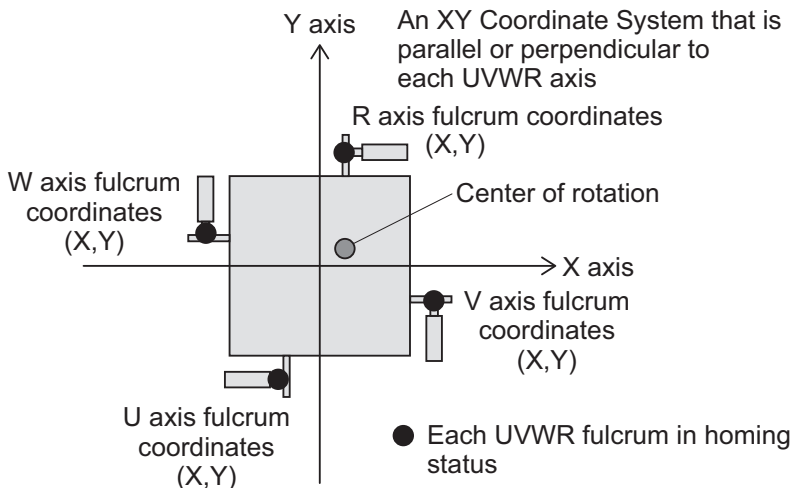 Y axis
An XY Coordinate System that is
parallel or perpendicular to
each UVWR axis
R axis fulcrum coordinates
(X,Y)
W axis fulcrum
coordinates
(X,Y)
Center of rotation
X axis
V axis fulcrum
coordinates
(X,Y)
U axis fulcrum
coordinates
(X,Y)
Each UVWR fulcrum in homing
status